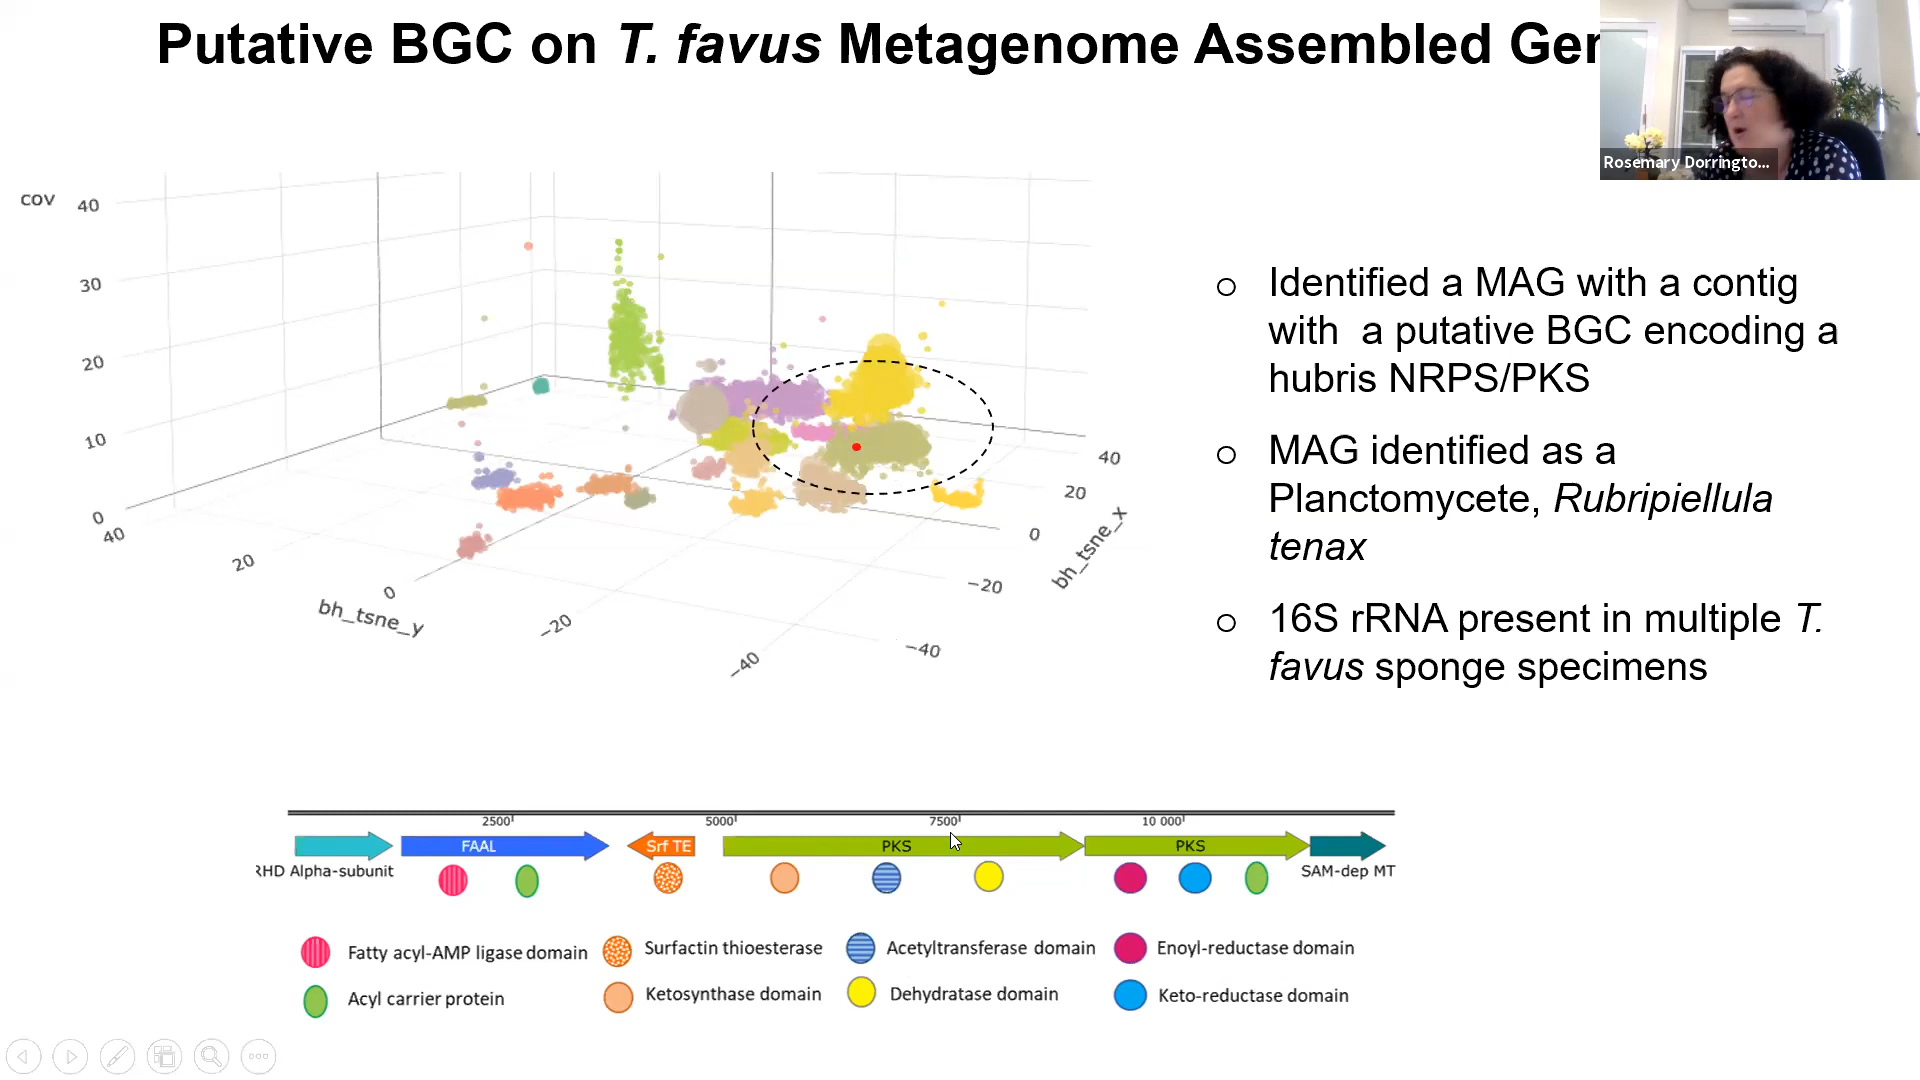 Putative BGC on T. favus Metagenome Assembled Ger
Rosemary Dorringto...
cov
40
30
20
10
0
40
20
0
−20
−40
bh_tsne_y
40
20
0
−20
−40
bh_tsne_x
Identified a MAG with a contig
with a putative BGC encoding a
hubris NRPS/PKS
MAG identified as a
Planctomycete, Rubripiellula
tenax
16S rRNA present in multiple T.
favus sponge specimens
2500 5000 7500 10 000
FAAL Srf TE PKS PKS
RHD Alpha-subunit SAM-dep MT
Fatty acyl-AMP ligase domain Surfactin thioesterase Acetyltransferase domain Enoyl-reductase domain
Acyl carrier protein Ketosynthase domain Dehydratase domain Keto-reductase domain